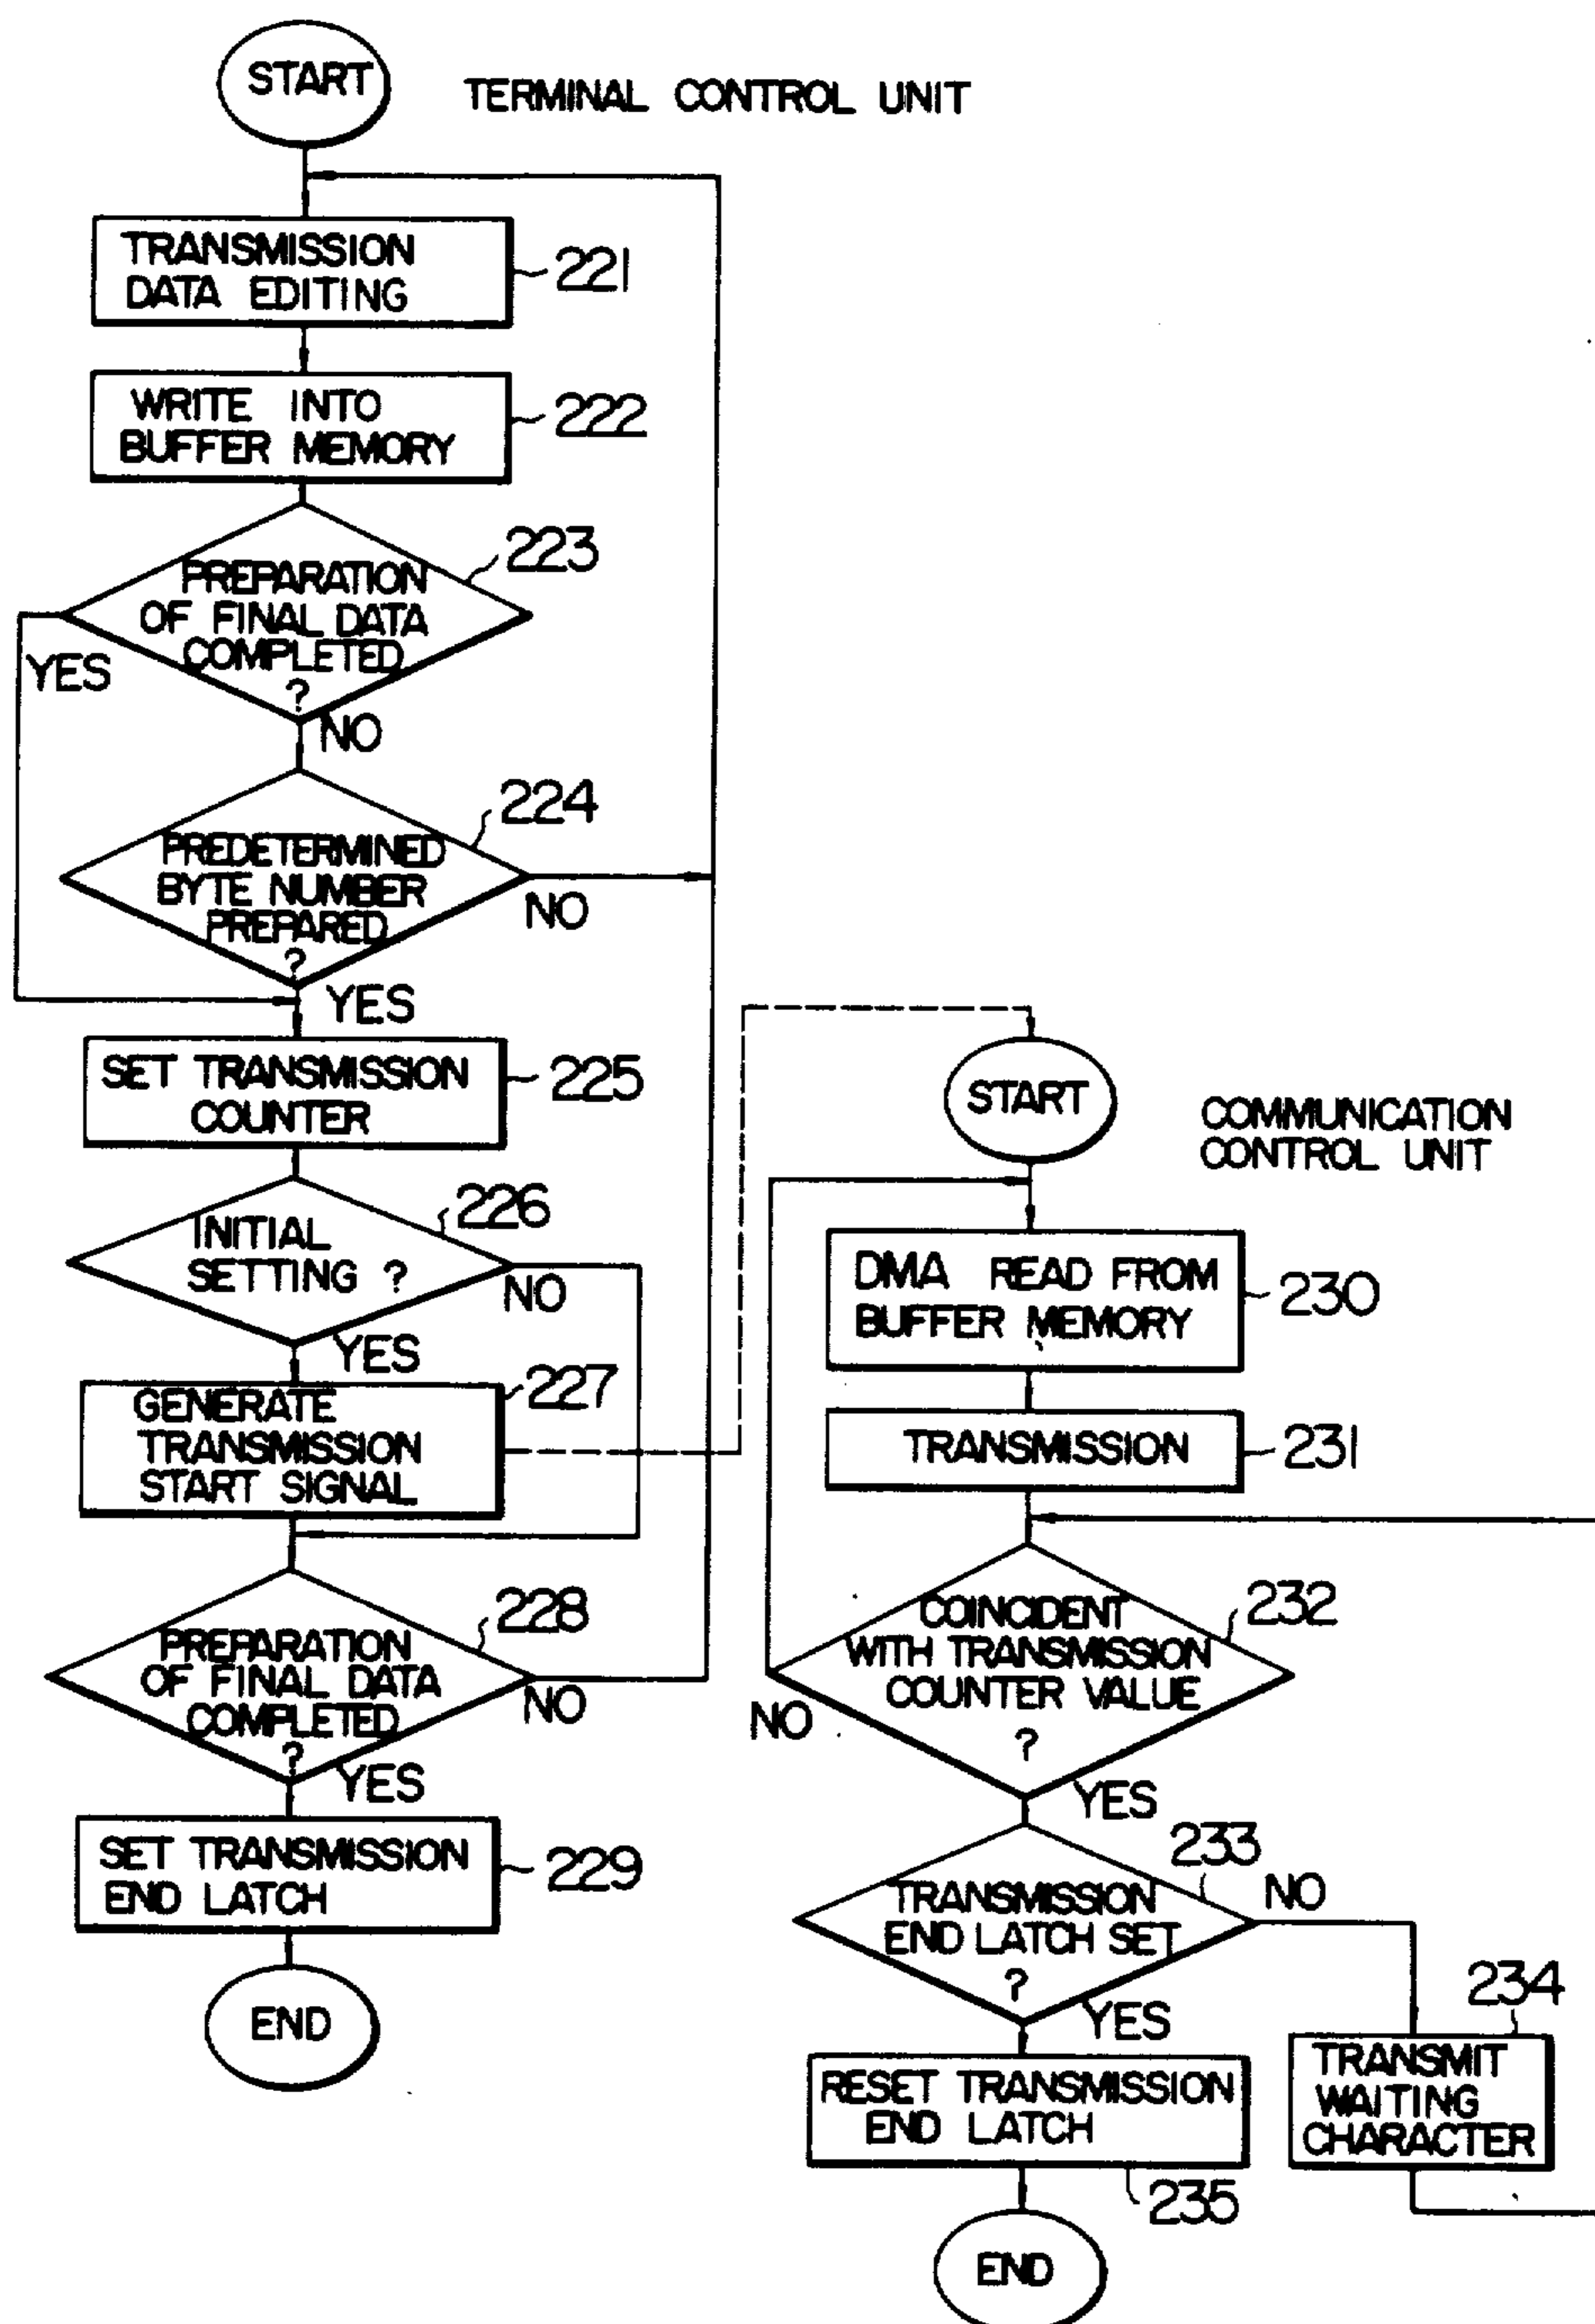 START
TERMINAL CONTROL UNIT
TRANSMISSION
DATA EDITING
221
WRITE INTO
BUFFER MEMORY
222
223
PREPARATION
OF FINAL DATA
COMPLETED
?
YES
NO
224
PREDETERMINED
BYTE NUMBER
PREPARED
?
NO
YES
SET TRANSMISSION
COUNTER
225
226
INITIAL
SETTING ?
NO
YES
227
GENERATE
TRANSMISSION
START SIGNAL
228
PREPARATION
OF FINAL DATA
COMPLETED
?
NO
YES
SET TRANSMISSION
END LATCH
229
END
START
COMMUNICATION
CONTROL UNIT
DMA READ FROM
BUFFER MEMORY
230
TRANSMISSION
231
232
COINCIDENT
WITH TRANSMISSION
COUNTER VALUE
?
NO
YES
233
TRANSMISSION
END LATCH SET
?
NO
YES
234
TRANSMIT
WAITING
CHARACTER
RESET TRANSMISSION
END LATCH
235
END